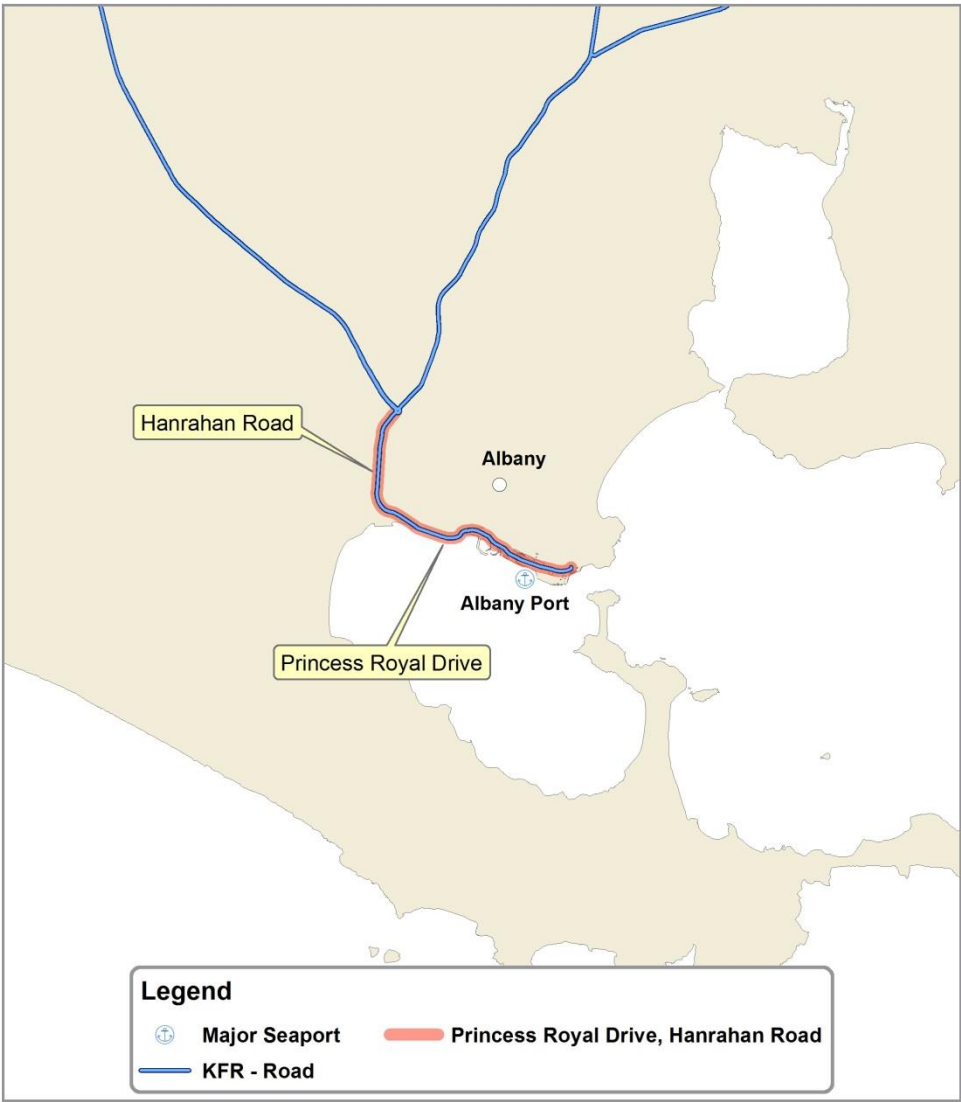 Hanrahan Road
Albany
Albany Port
Princess Royal Drive
Legend
Major Seaport
Princess Royal Drive, Hanrahan Road
KFR - Road